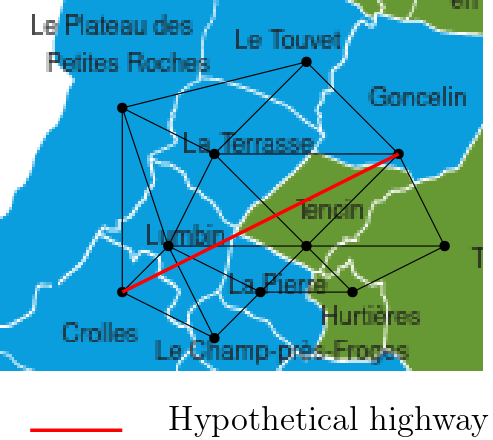 en
Le Plateau des
Petites Roches
Le Touvet
Goncelin
La Terrasse
Tencin
Lumbin
T
La Pierre
Hurtières
Crolles
Le Champ-près-Froges
Hypothetical highway